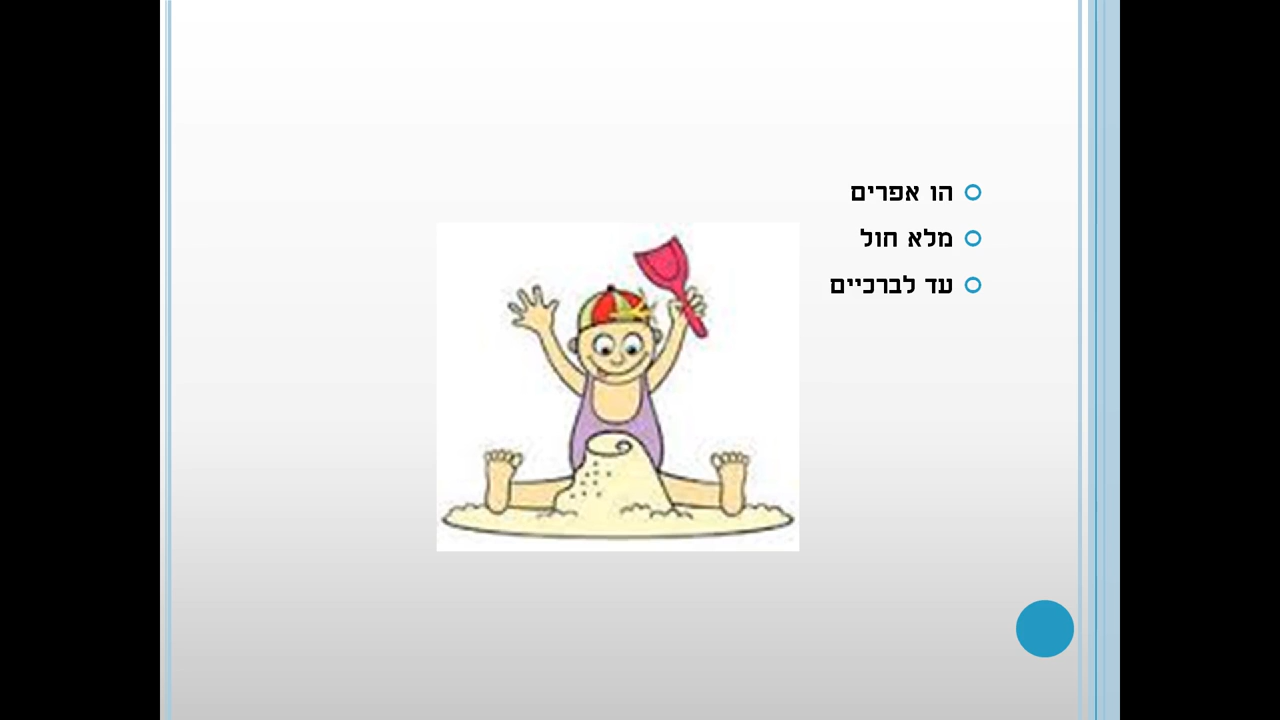 הו אפרים
מלא חול
עד לברכיים